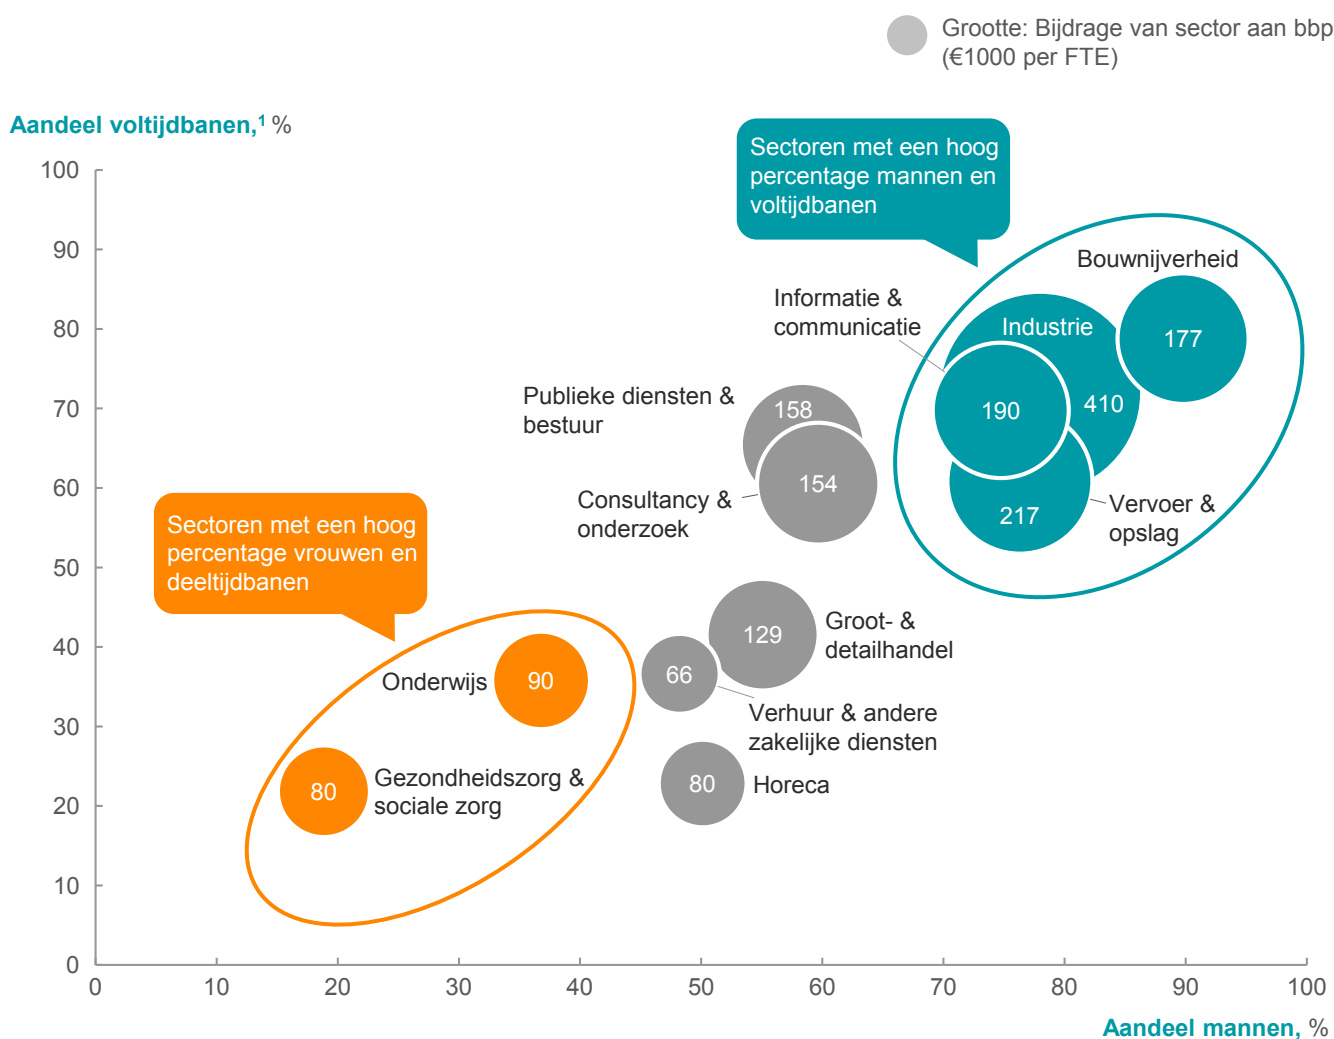 Grootte: Bijdrage van sector aan bbp
(€1000 per FTE)
Aandeel voltijdbanen,¹ %
100
90
80
70
60
50
40
30
20
10
0
Sectoren met een hoog
percentage mannen en
voltijdbanen
Bouwnijverheid
177
Informatie &
communicatie
Industrie
190
410
217
Vervoer &
opslag
Publieke diensten &
bestuur
158
Consultancy &
onderzoek
154
Sectoren met een hoog
percentage vrouwen en
deeltijdbanen
Groot- &
detailhandel
129
66
Verhuur & andere
zakelijke diensten
Onderwijs
90
Gezondheidszorg &
sociale zorg
80
80
Horeca
0
10
20
30
40
50
60
70
80
90
100
Aandeel mannen, %